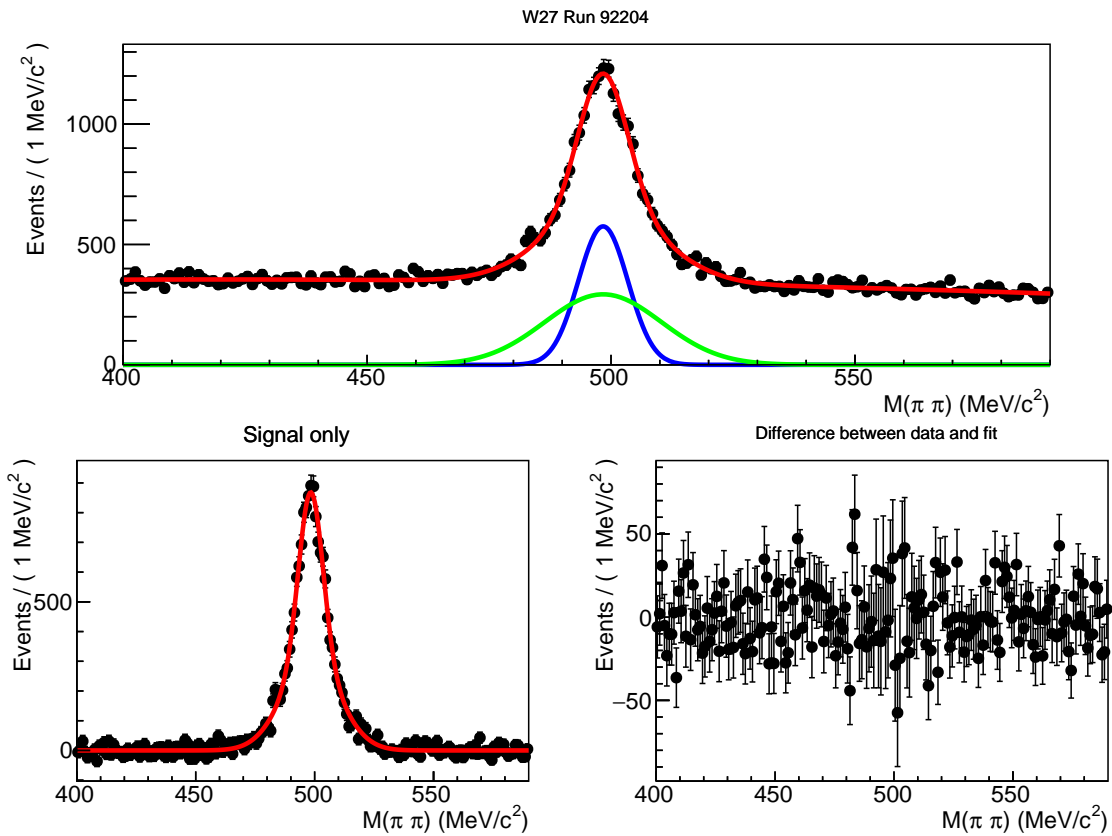 W27 Run 92204
Events / ( 1 MeV/c² )
1000
500
0
400 450 500 550
M(π π) (MeV/c²)
Signal only
Events / ( 1 MeV/c² )
500
0
400 450 500 550
M(π π) (MeV/c²)
Difference between data and fit
Events / ( 1 MeV/c² )
50
0
−50
400 450 500 550
M(π π) (MeV/c²)